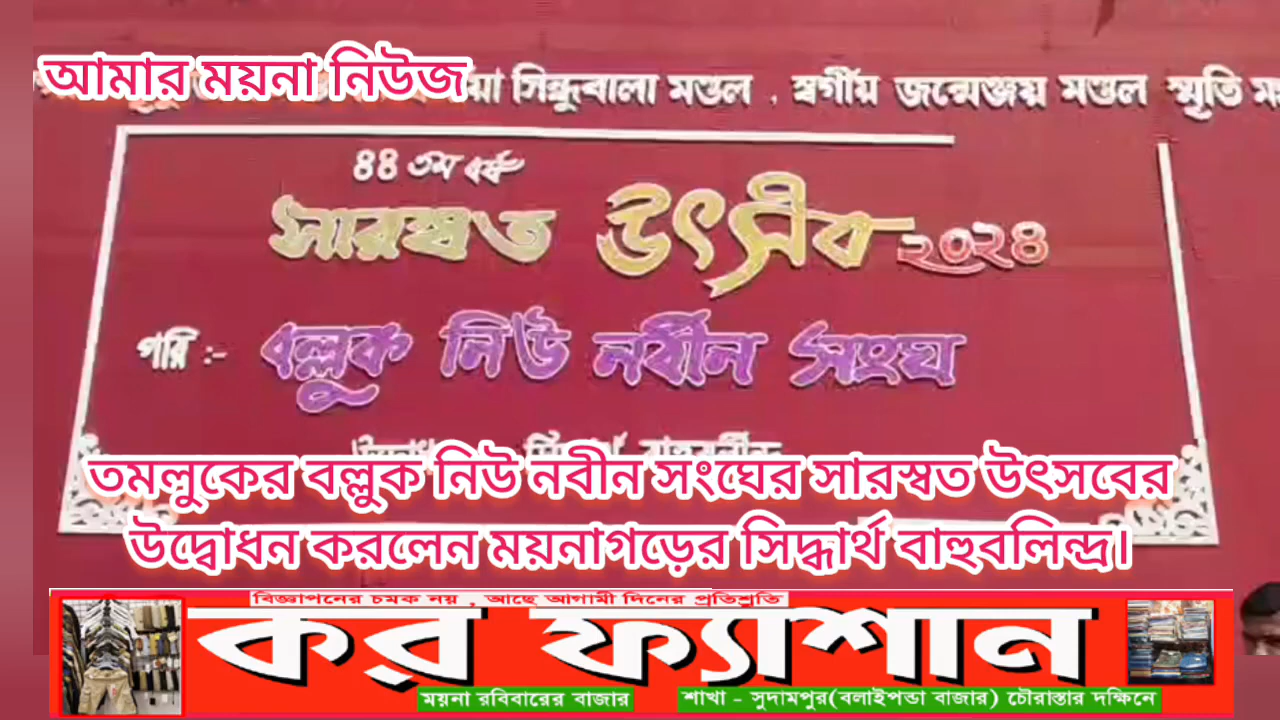 আমার ময়না নিউজ
সিন্ধুবালা মণ্ডল . স্বর্গীয় জন্মেঞ্জয় মণ্ডল স্মৃতি
৪৪ তম বর্ষ
সারস্বত উৎসব ২০২৪
পরি :- বল্লুক নিউ নবীন সংঘ
তমলুকের বল্লুক নিউ নবীন সংঘের সারস্বত উৎসবের
উদ্বোধন করলেন ময়নাগড়ের সিদ্ধার্থ বাহুবলিন্দ্র।
বিজ্ঞাপনের চমক নয় , আছে আগামী দিনের প্রতিশ্রুতি
কর ফ্যাশান
ময়না রবিবারের বাজার
শাখা - সুদামপুর(বলাইপন্ডা বাজার) চৌরাস্তার দক্ষিনে